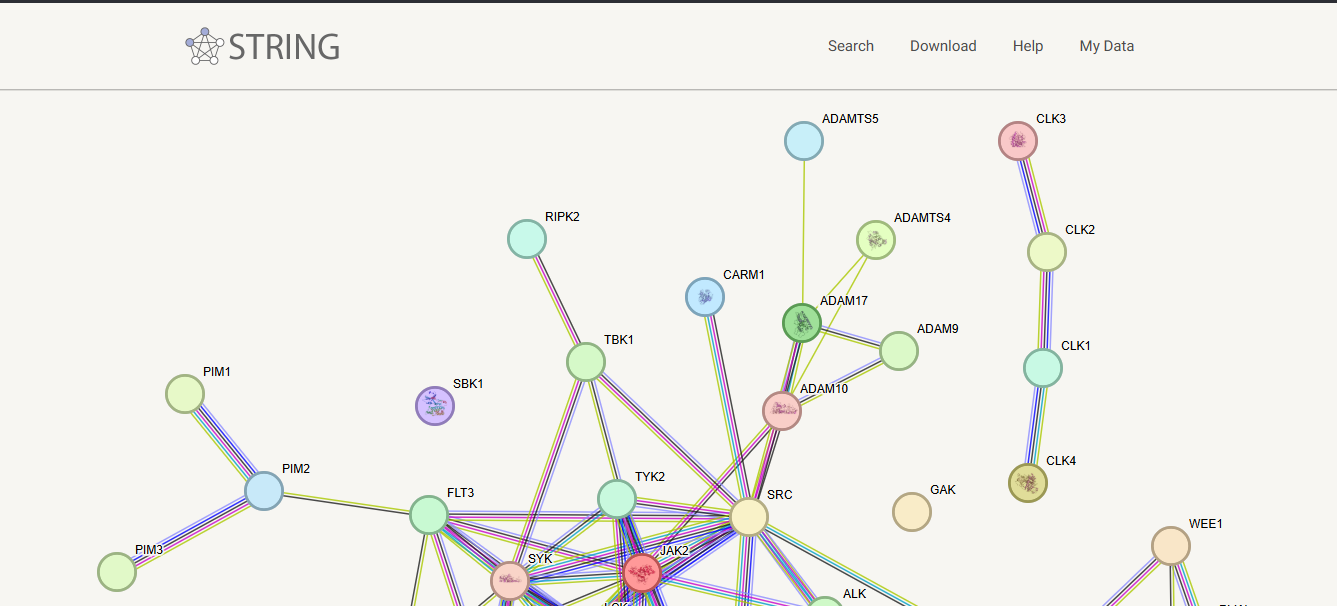 STRING
Search Download Help My Data
ADAMTS5
CLK3
RIPK2
ADAMTS4
CLK2
CARM1
ADAM17
ADAM9
TBK1
CLK1
PIM1
SBK1
ADAM10
CLK4
PIM2
TYK2
GAK
FLT3
SRC
WEE1
PIM3
JAK2
SYK
ALK